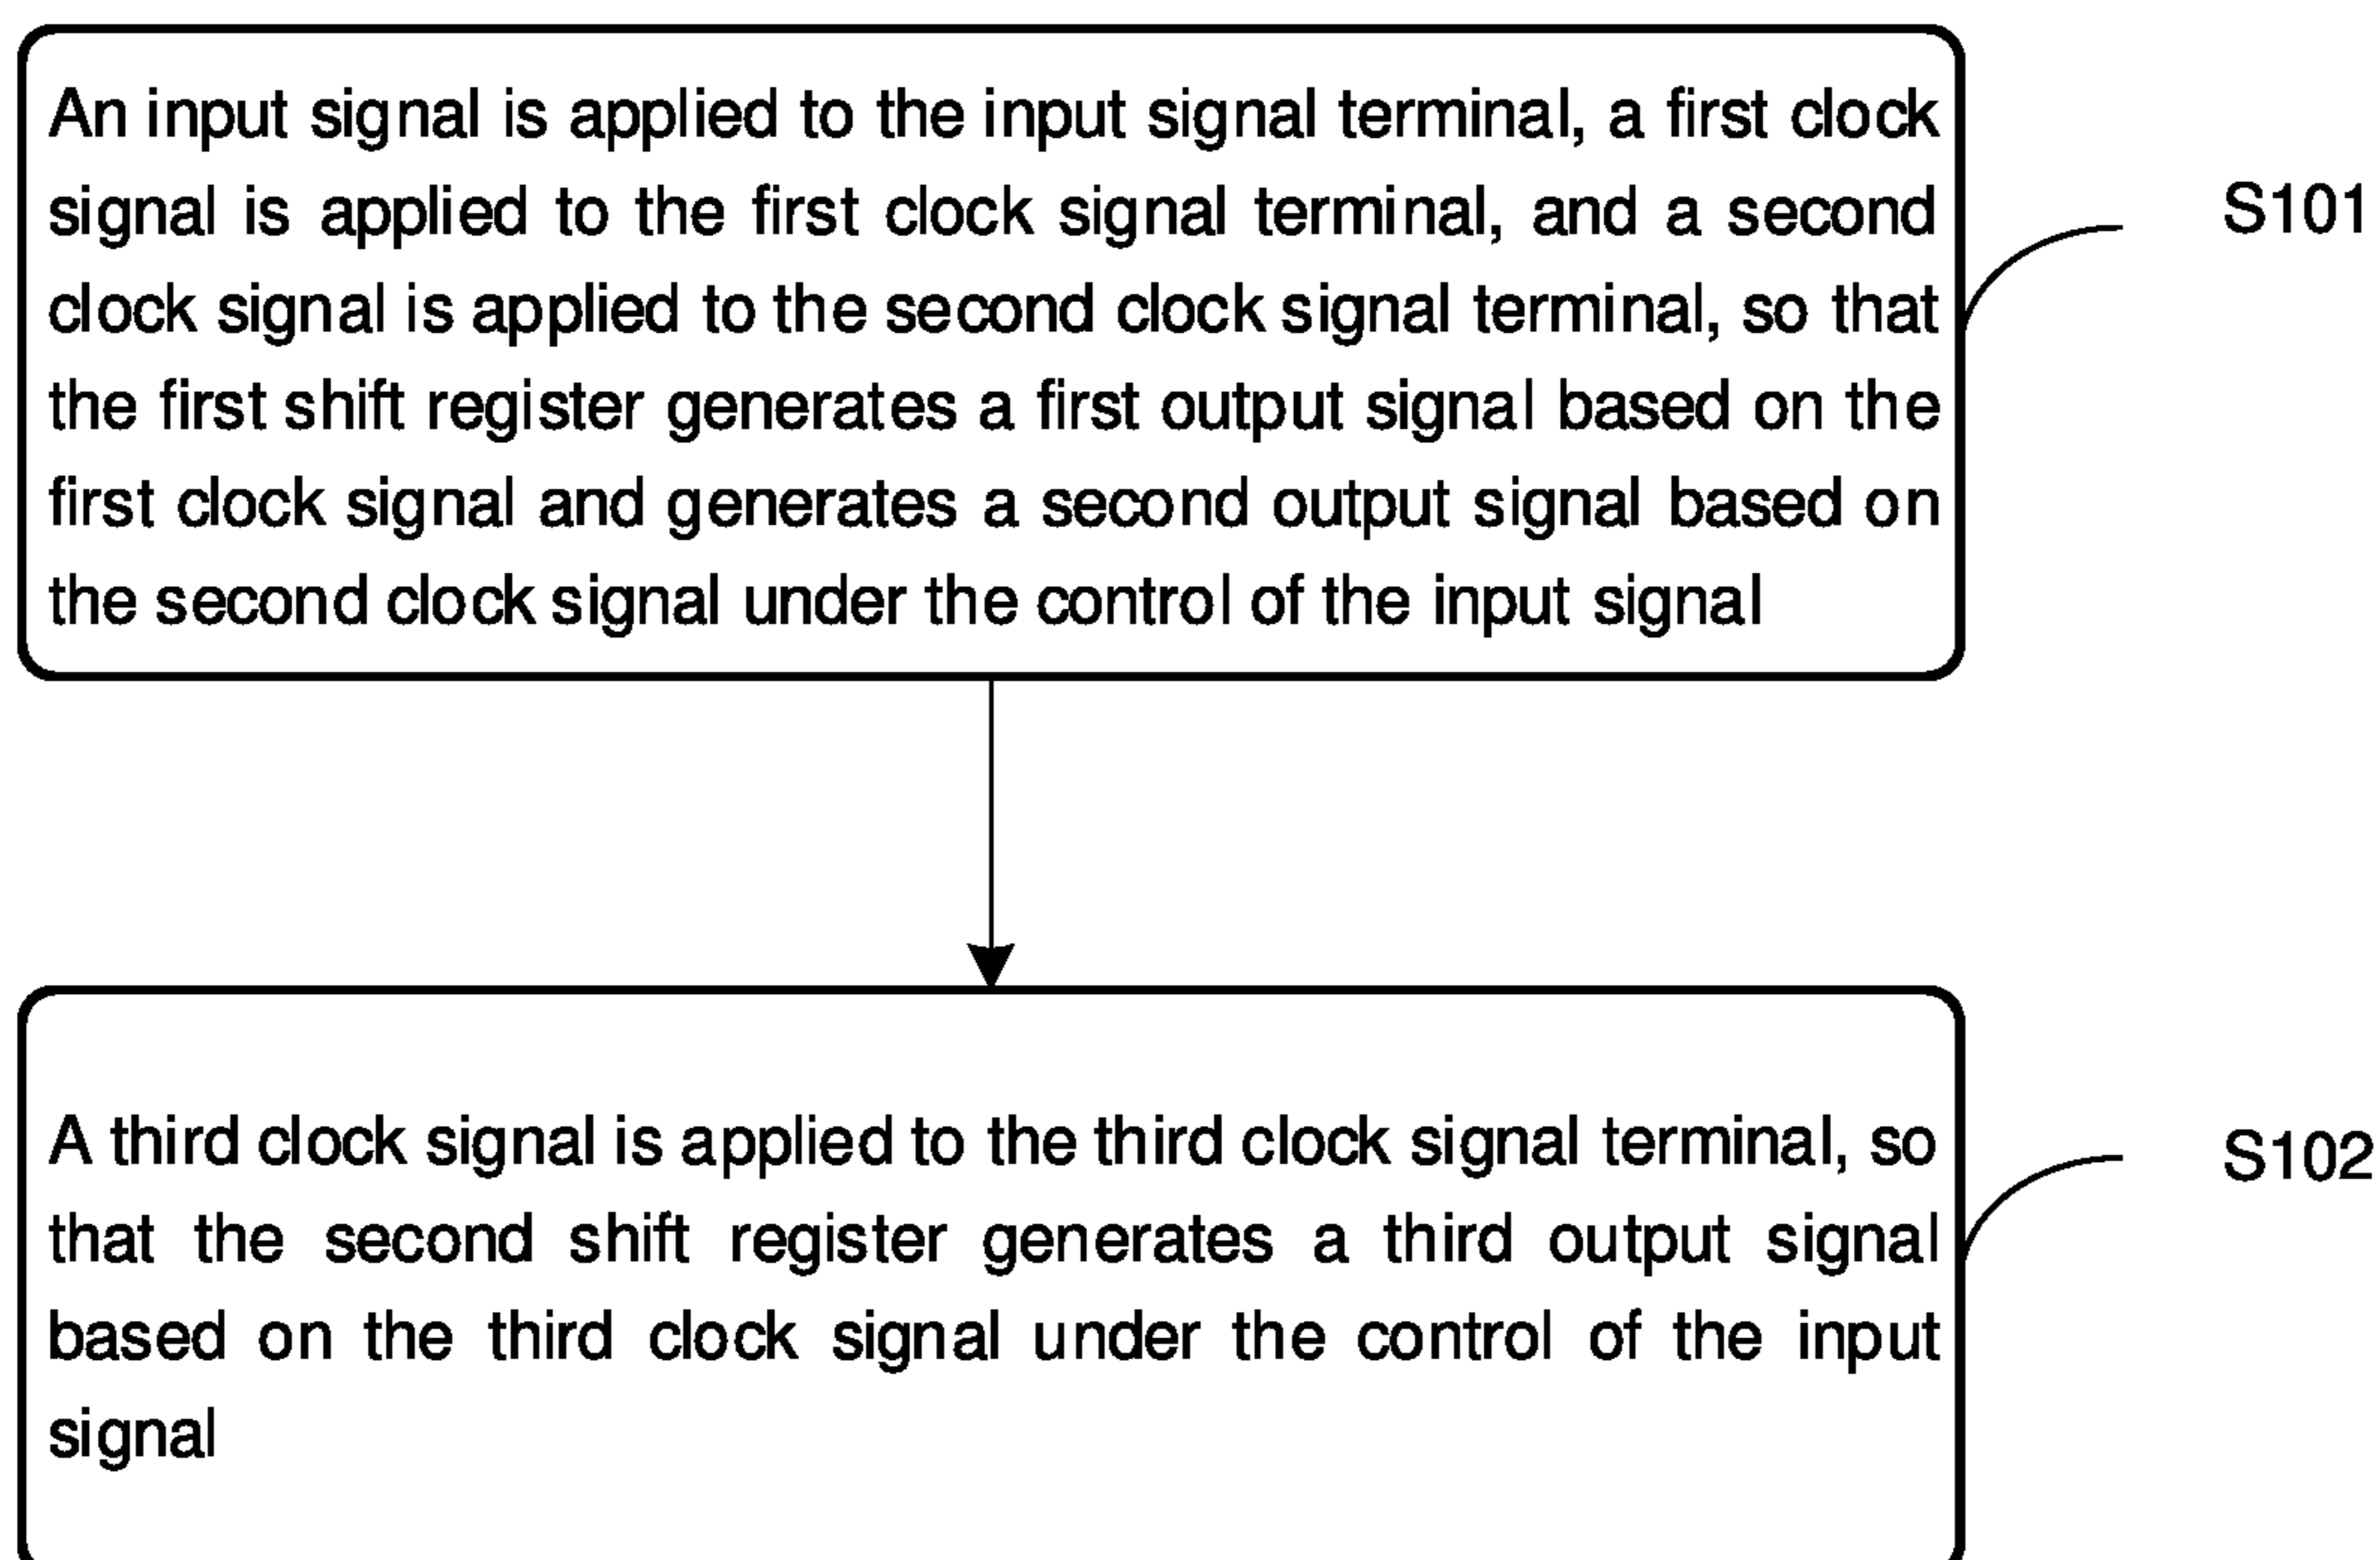 An input signal is applied to the input signal terminal, a first clock
signal is applied to the first clock signal terminal, and a second
clock signal is applied to the second clock signal terminal, so that
the first shift register generates a first output signal based on the
first clock signal and generates a second output signal based on
the second clock signal under the control of the input signal
S101
A third clock signal is applied to the third clock signal terminal, so
that the second shift register generates a third output signal
based on the third clock signal under the control of the input
signal
S102